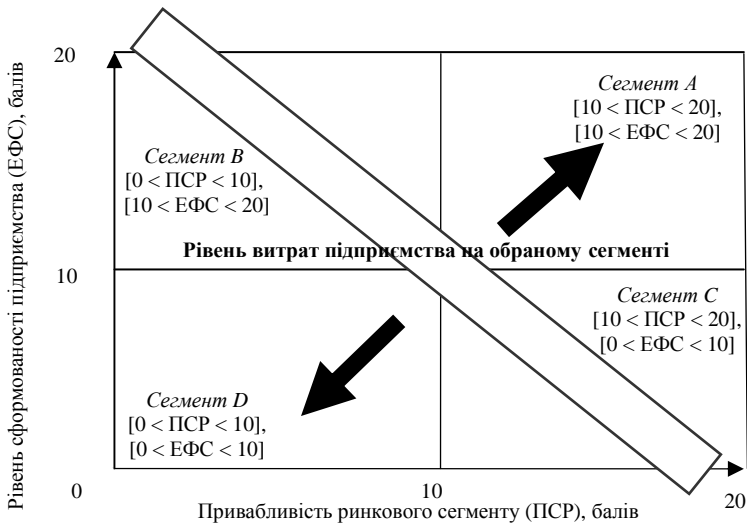 Рівень сформованості підприємства (ЕФС), балів
20
Сегмент A
[10 < ПСР < 20],
[10 < ЕФС < 20]
Сегмент B
[0 < ПСР < 10],
[10 < ЕФС < 20]
Рівень витрат підприємства на обраному сегменті
10
Сегмент C
[10 < ПСР < 20],
[0 < ЕФС < 10]
Сегмент D
[0 < ПСР < 10],
[0 < ЕФС < 10]
0
10
20
Привабливість ринкового сегменту (ПСР), балів